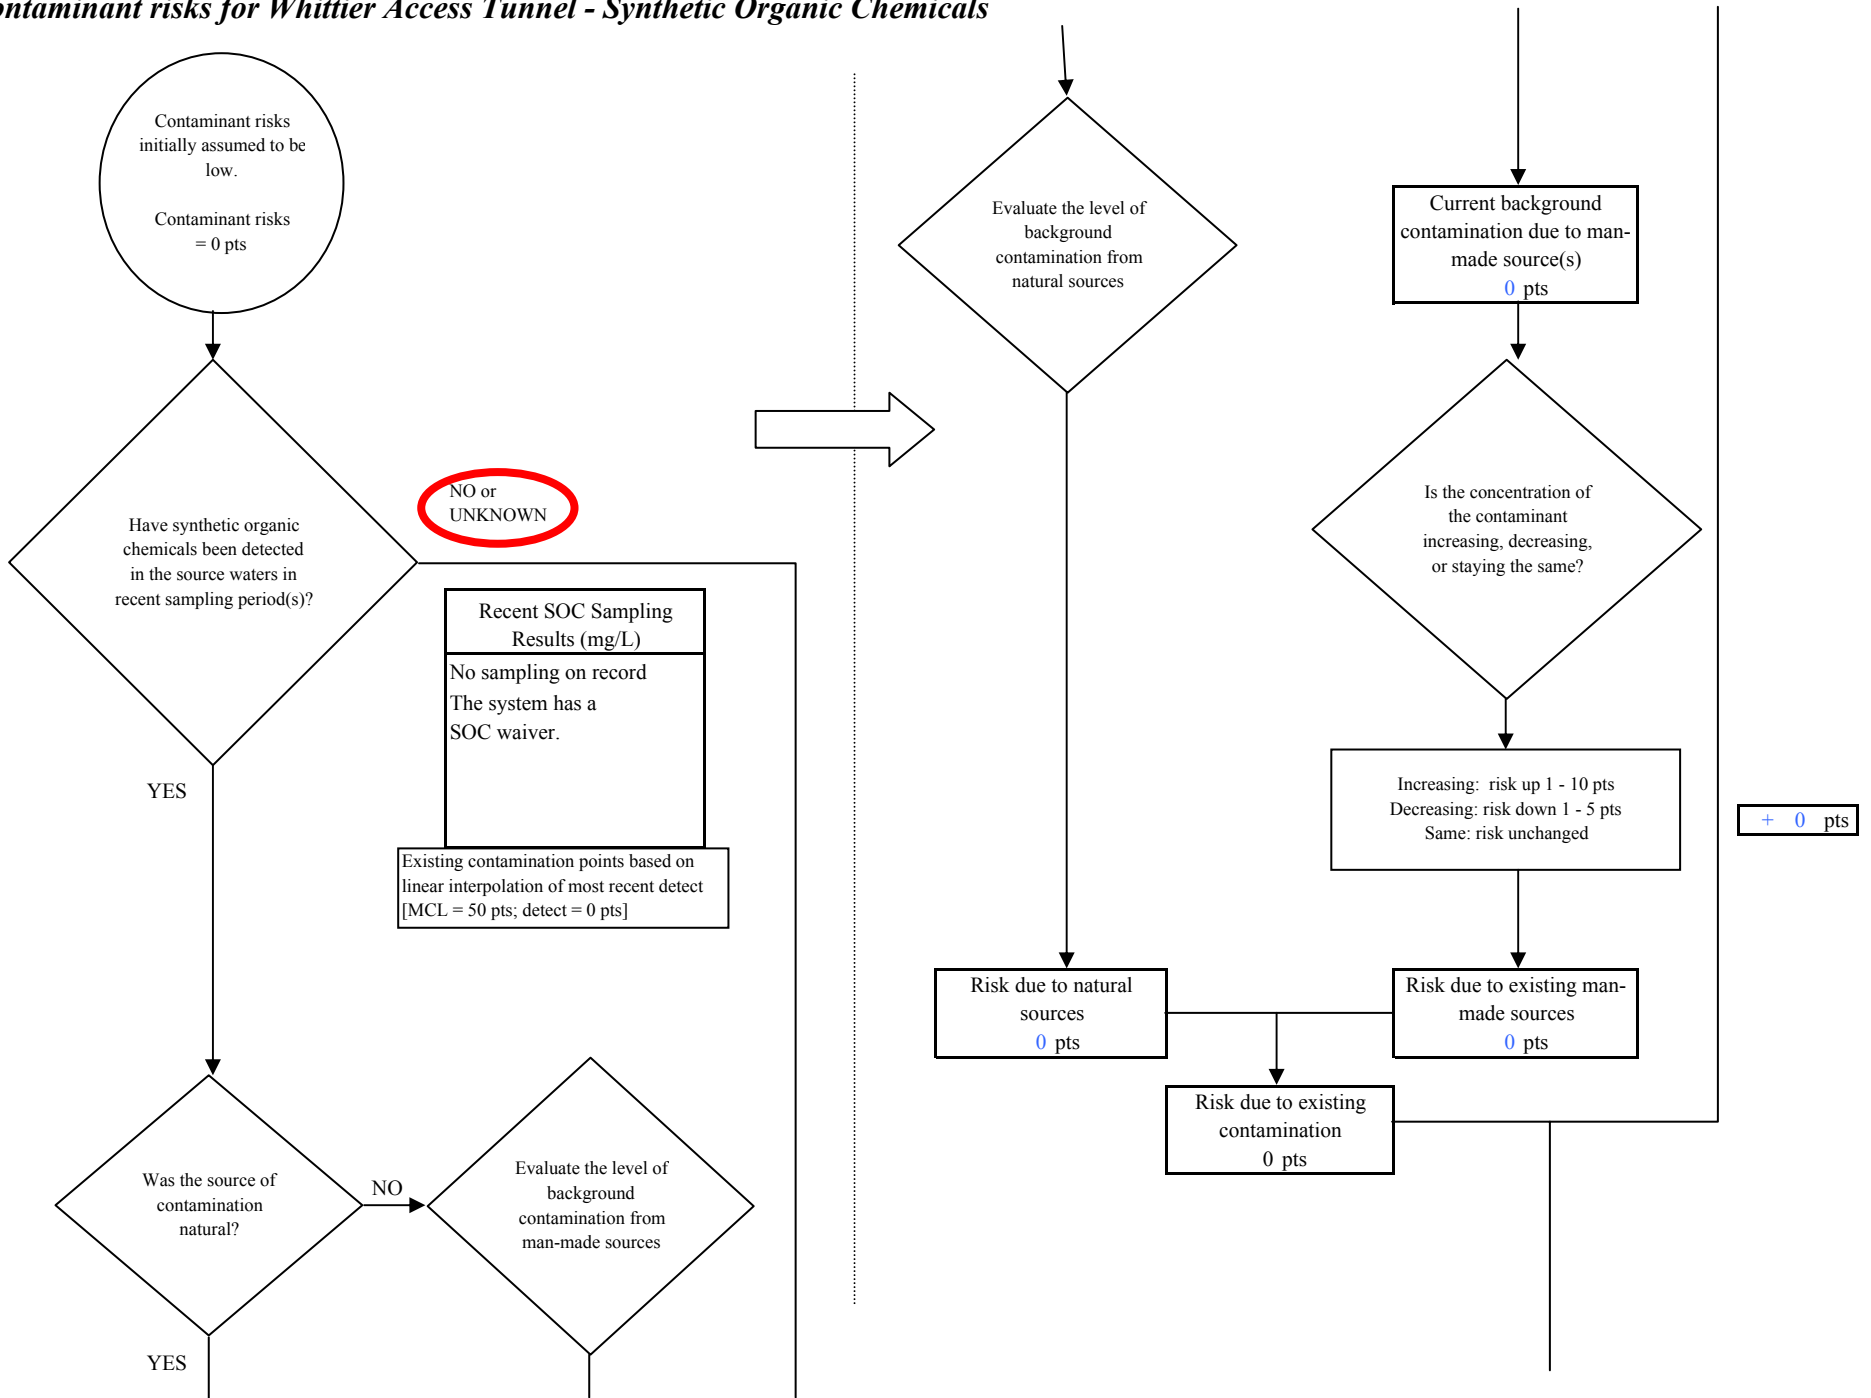 ontaminant risks for Whittier Access Tunnel - Synthetic Organic Chemicals
Contaminant risks
initially assumed to be
low.
Contaminant risks
= 0 pts
Have synthetic organic
chemicals been detected
in the source waters in
recent sampling period(s)?
NO or
UNKNOWN
Recent SOC Sampling
Results (mg/L)
No sampling on record
The system has a
SOC waiver.
Existing contamination points based on
linear interpolation of most recent detect
[MCL = 50 pts; detect = 0 pts]
YES
Was the source of
contamination
natural?
NO
Evaluate the level of
background
contamination from
man-made sources
YES
Evaluate the level of
background
contamination from
natural sources
Current background
contamination due to man-
made source(s)
0 pts
Is the concentration of
the contaminant
increasing, decreasing,
or staying the same?
Increasing: risk up 1 - 10 pts
Decreasing: risk down 1 - 5 pts
Same: risk unchanged
+ 0 pts
Risk due to natural
sources
0 pts
Risk due to existing man-
made sources
0 pts
Risk due to existing
contamination
0 pts